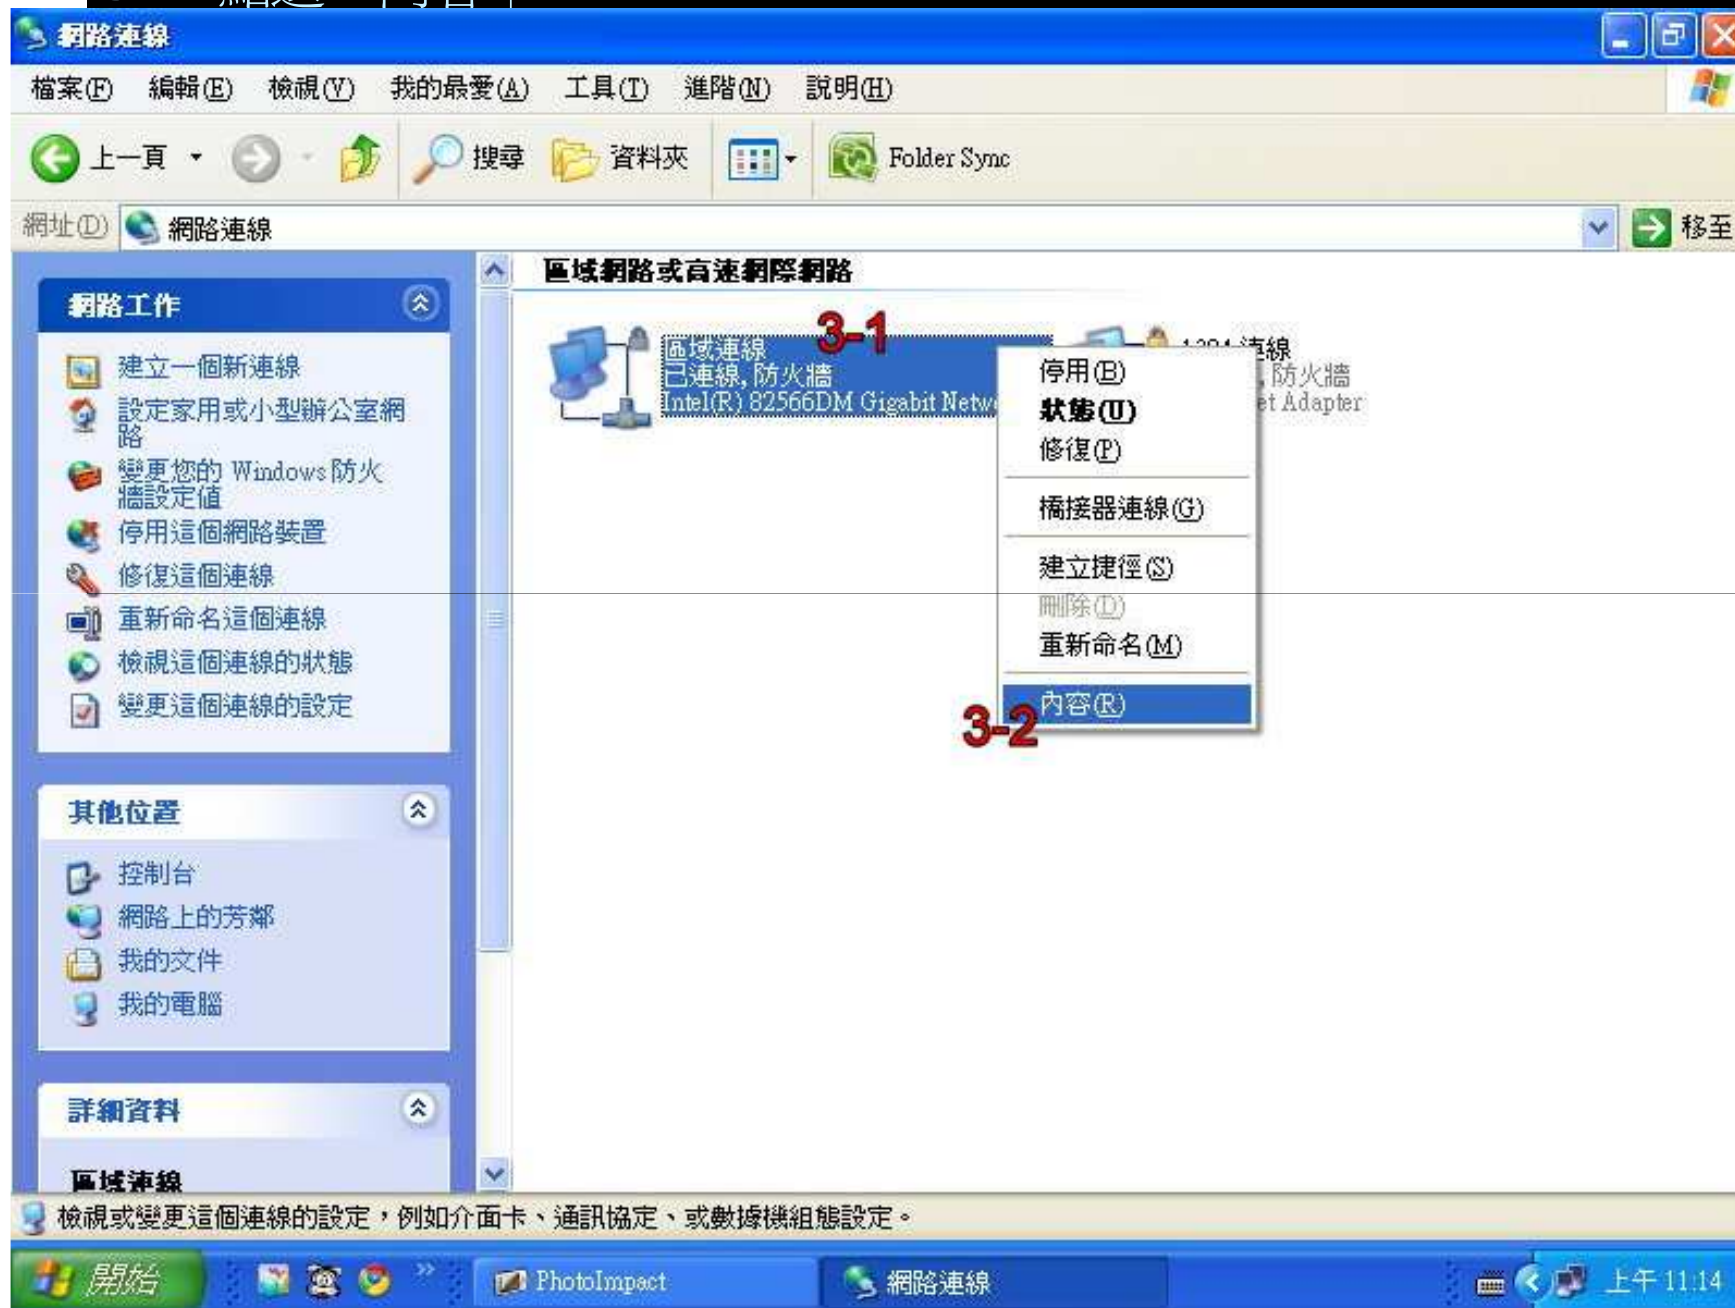 網路連線
檔案(F) 編輯(E) 檢視(V) 我的最愛(A) 工具(T) 進階(N) 說明(H)
上一頁 搜尋 資料夾 Folder Sync
網址(D) 網路連線 移至
網路工作
建立一個新連線
設定家用或小型辦公室網
路
變更您的 Windows 防火
牆設定值
停用這個網路裝置
修復這個連線
重新命名這個連線
檢視這個連線的狀態
變更這個連線的設定
其他位置
控制台
網路上的芳鄰
我的文件
我的電腦
詳細資料
區域連線
區域網路或高速網際網路
3-1
區域連線
已連線, 防火牆
Intel(R) 82566DM Gigabit Netw
連線
, 防火牆
et Adapter
停用(B)
狀態(U)
修復(P)
橋接器連線(G)
建立捷徑(S)
刪除(D)
重新命名(M)
內容(R)
3-2
檢視或變更這個連線的設定，例如介面卡、通訊協定、或數據機組態設定。
開始 PhotoImpact 網路連線 上午 11:14